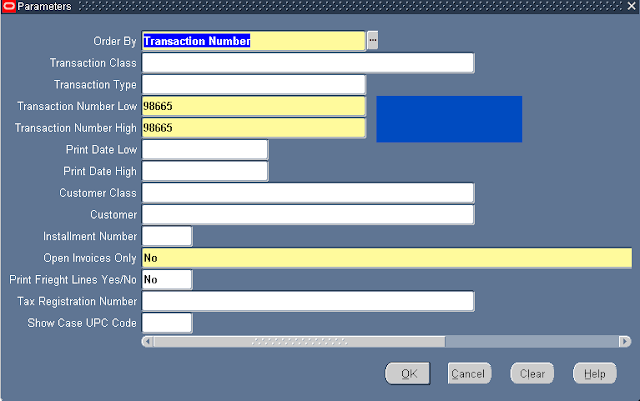 Parameters
Order By Transaction Number ...
Transaction Class
Transaction Type
Transaction Number Low 98665
Transaction Number High 98665
Print Date Low
Print Date High
Customer Class
Customer
Installment Number
Open Invoices Only No
Print Frieght Lines Yes/No No
Tax Registration Number
Show Case UPC Code
OK Cancel Clear Help